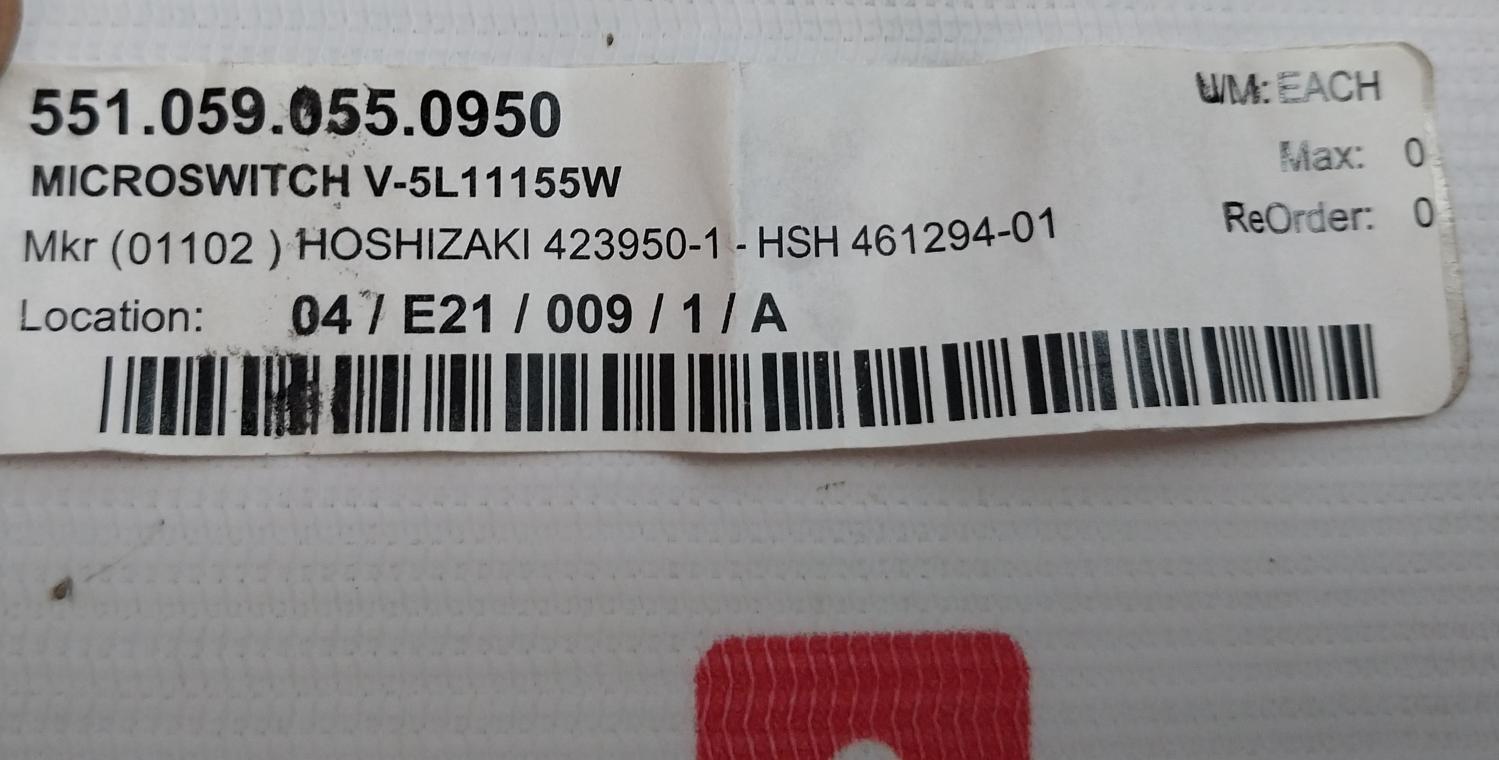 551.059.055.0950
MICROSWITCH V-5L11155W
Mkr (01102 ) HOSHIZAKI 423950-1 - HSH 461294-01
Location: 04 / E21 / 009 / 1 / A
UM: EACH
Max: 0
ReOrder: 0